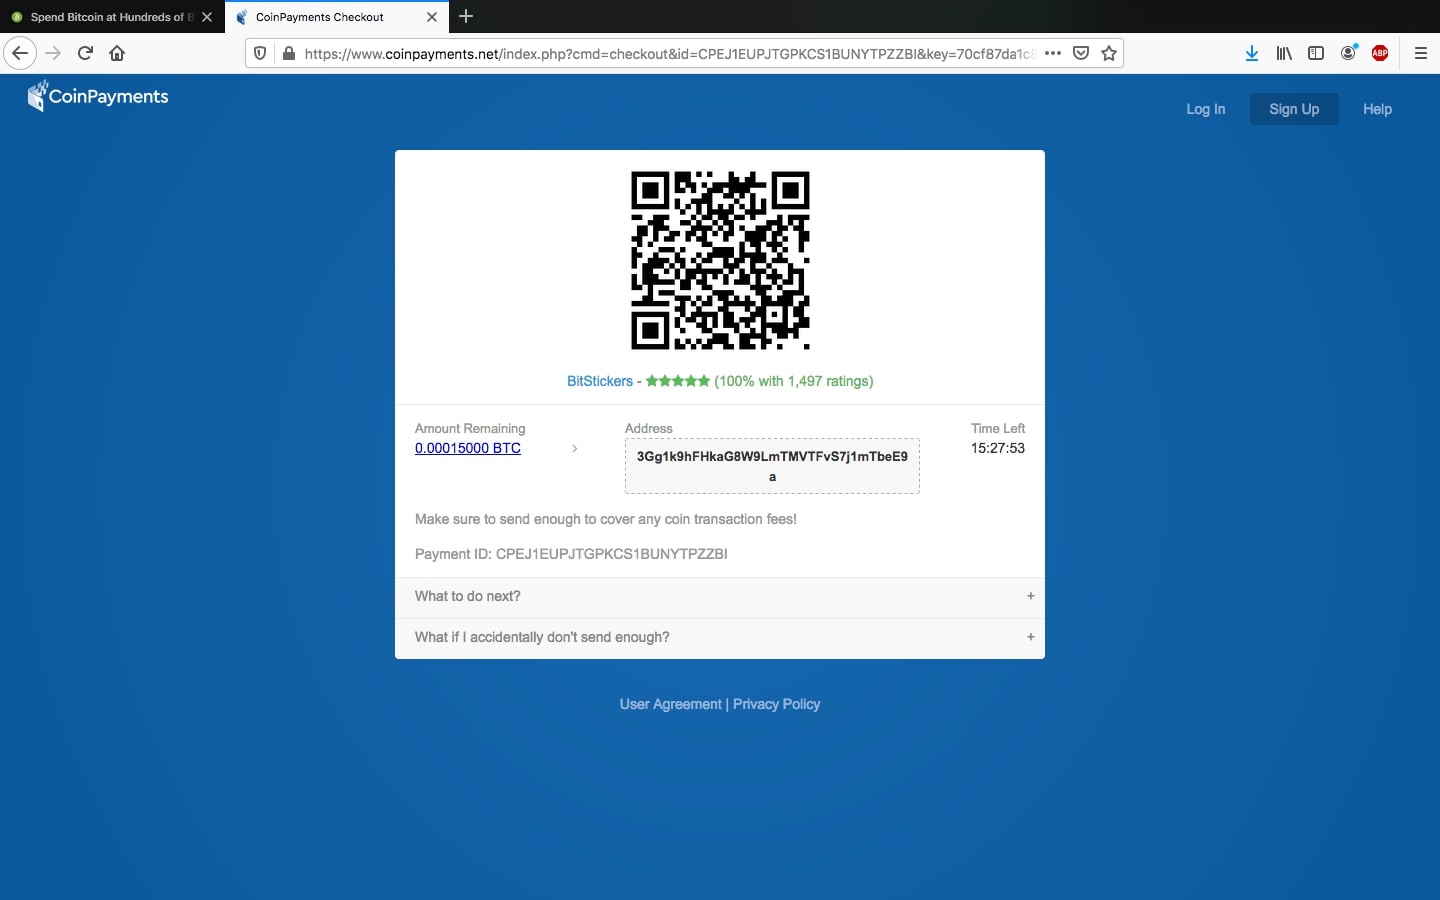 Spend Bitcoin at Hundreds of B
CoinPayments Checkout
https://www.coinpayments.net/index.php?cmd=checkout&id=CPEJ1EUPJTGPKCS1BUNYTPZZBI&key=70cf87da1c8
ABP
CoinPayments
Log In
Sign Up
Help
BitStickers - ★★★★★ (100% with 1,497 ratings)
Amount Remaining
0.00015000 BTC
Address
3Gg1k9hFHkaG8W9LmTMVTFvS7j1mTbeE9
a
Time Left
15:27:53
Make sure to send enough to cover any coin transaction fees!
Payment ID: CPEJ1EUPJTGPKCS1BUNYTPZZBI
What to do next? +
What if I accidentally don't send enough? +
User Agreement | Privacy Policy